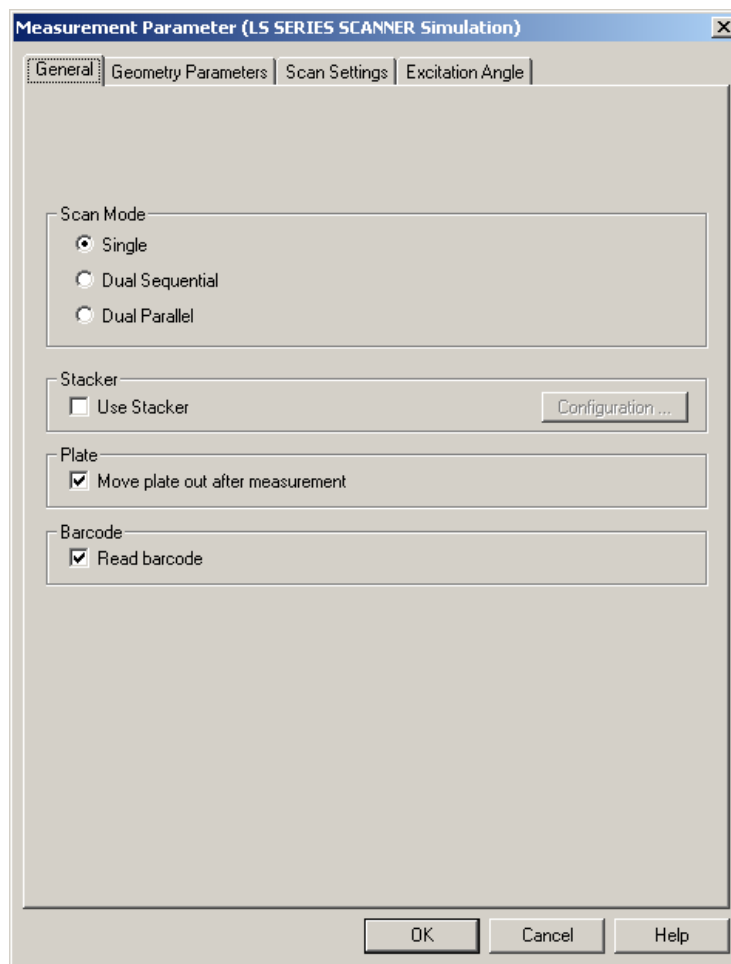 Measurement Parameter (LS SERIES SCANNER Simulation)
General Geometry Parameters Scan Settings Excitation Angle
Scan Mode
Single
Dual Sequential
Dual Parallel
Stacker
Use Stacker Configuration ...
Plate
Move plate out after measurement
Barcode
Read barcode
OK Cancel Help